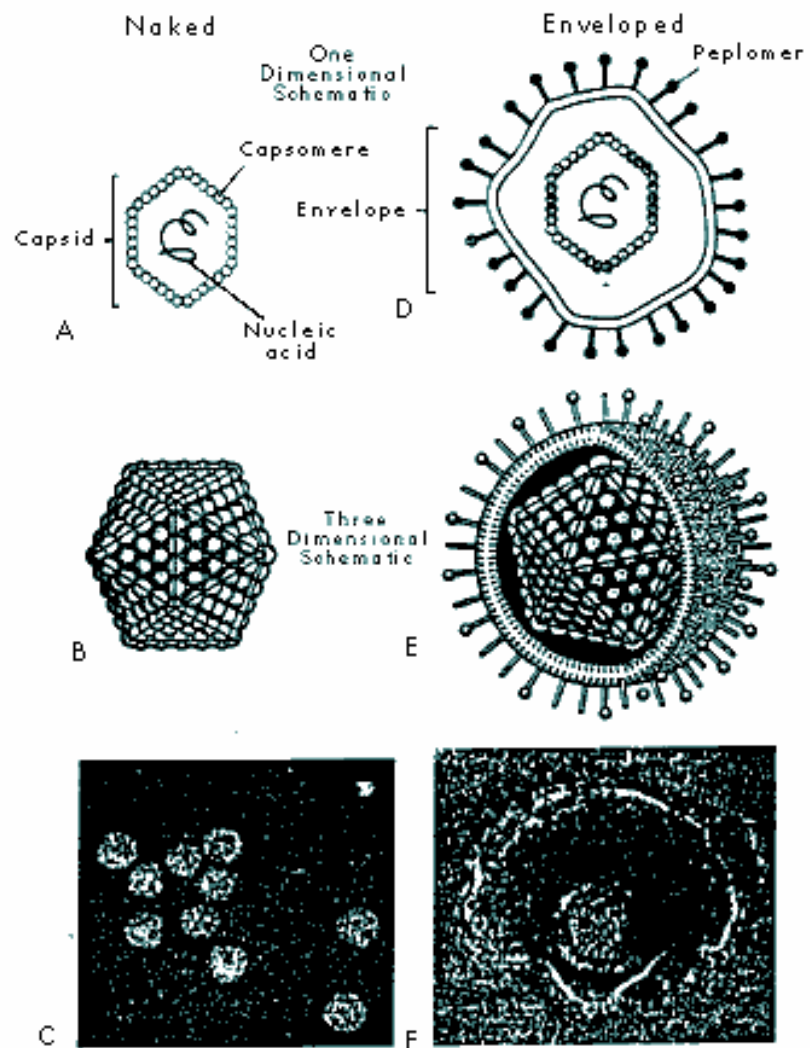 Naked
Enveloped
One
Dimensional
Schematic
Peplomer
Capsomere
Envelope
Capsid
Nucleic
acid
A
D
Three
Dimensional
Schematic
B
E
C
F